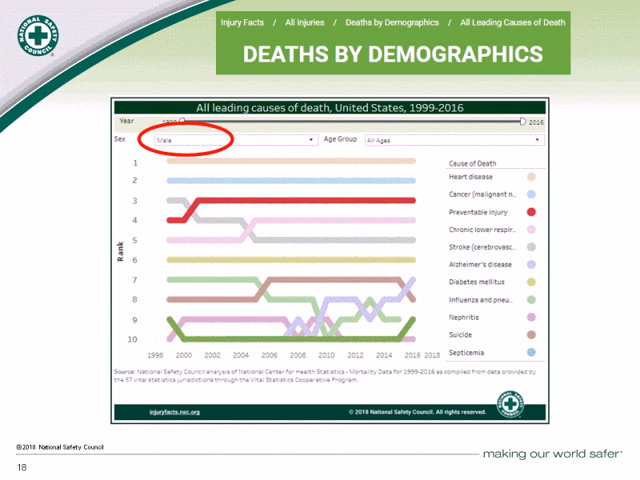 NATIONAL SAFETY COUNCIL
Injury Facts / All Injuries / Deaths by Demographics / All Leading Causes of Death
DEATHS BY DEMOGRAPHICS
All leading causes of death, United States, 1999-2016
Year 2016
Sex Male Age Group All Ages
Cause of Death
Heart disease
Cancer (malignant n..
Preventable injury
Chronic lower respir..
Stroke (cerebrovasc..
Alzheimer's disease
Diabetes mellitus
Influenza and pneu..
Nephritis
Suicide
Septicemia
Rank
1
2
3
4
5
6
7
8
9
10
1998 2000 2002 2004 2006 2008 2010 2012 2014 2016 2018
Source: National Safety Council analysis of National Center for Health Statistics - Mortality Data for 1999-2016 as compiled from data provided by
the 57 vital statistics jurisdictions through the Vital Statistics Cooperative Program.
injuryfacts.nsc.org © 2018 National Safety Council. All rights reserved.
©2018 National Safety Council
making our world safer
18